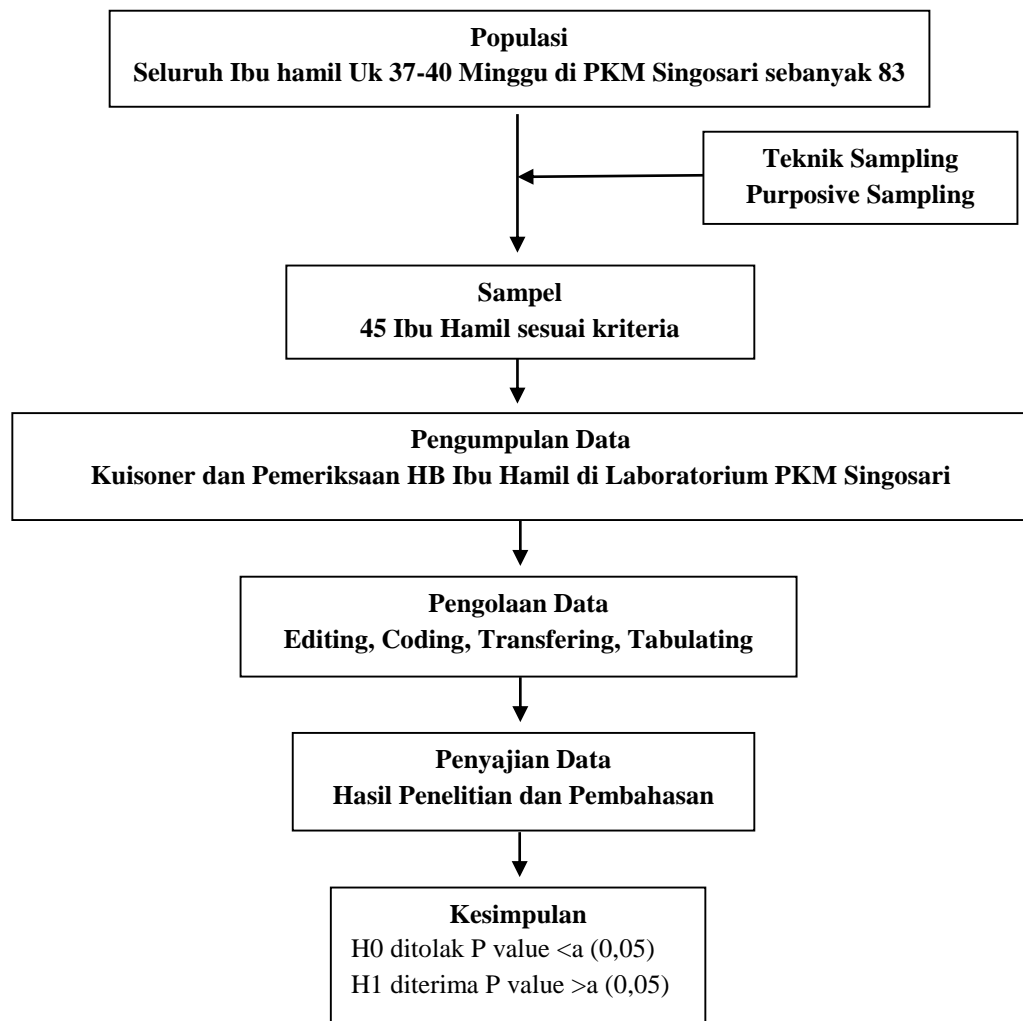 Populasi
Seluruh Ibu hamil Uk 37-40 Minggu di PKM Singosari sebanyak 83
Teknik Sampling
Purposive Sampling
Sampel
45 Ibu Hamil sesuai kriteria
Pengumpulan Data
Kuisoner dan Pemeriksaan HB Ibu Hamil di Laboratorium PKM Singosari
Pengolaan Data
Editing, Coding, Transfering, Tabulating
Penyajian Data
Hasil Penelitian dan Pembahasan
Kesimpulan
H0 ditolak P value <a (0,05)
H1 diterima P value >a (0,05)